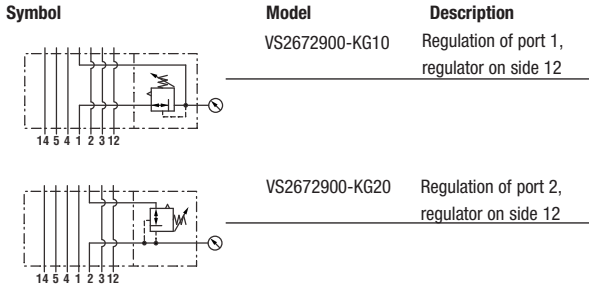 Symbol Model Description
VS2672900-KG10 Regulation of port 1,
regulator on side 12
14 5 4 1 2 3 12
VS2672900-KG20 Regulation of port 2,
regulator on side 12
14 5 4 1 2 3 12